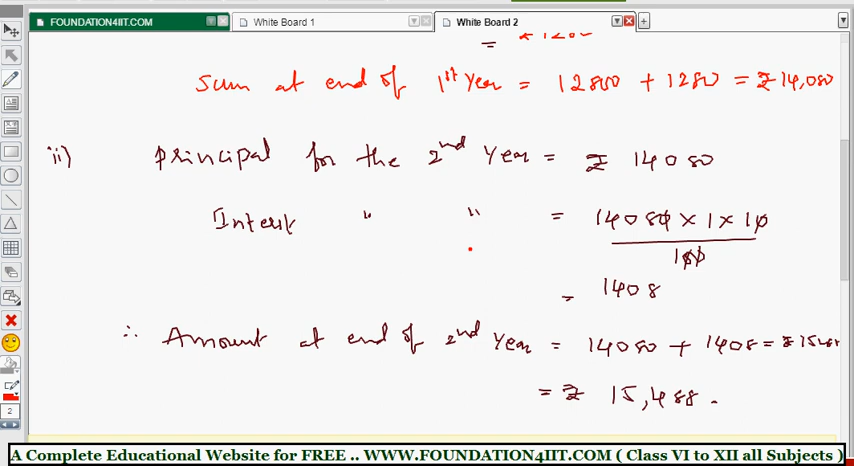 FOUNDATION4IIT.COM White Board 1 White Board 2
=
Sum at end of 1st Year = 12800 + 1280 = ₹ 14,080
ii) Principal for the 2nd Year = ₹ 14080
Interest " " = 14080 × 1 × 10
100
= 1408
∴ Amount at end of 2nd Year = 14080 + 1408 = ₹ 15488
= ₹ 15,488.
2
A Complete Educational Website for FREE .. WWW.FOUNDATION4IIT.COM ( Class VI to XII all Subjects )